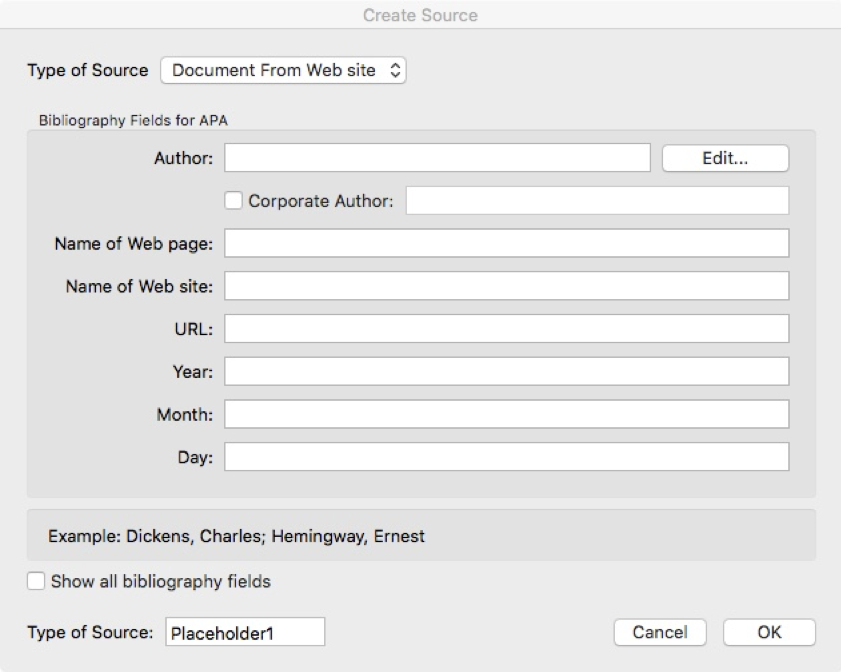 Create Source
Type of Source Document From Web site
Bibliography Fields for APA
Author: Edit...
Corporate Author:
Name of Web page:
Name of Web site:
URL:
Year:
Month:
Day:
Example: Dickens, Charles; Hemingway, Ernest
Show all bibliography fields
Type of Source: Placeholder1 Cancel OK